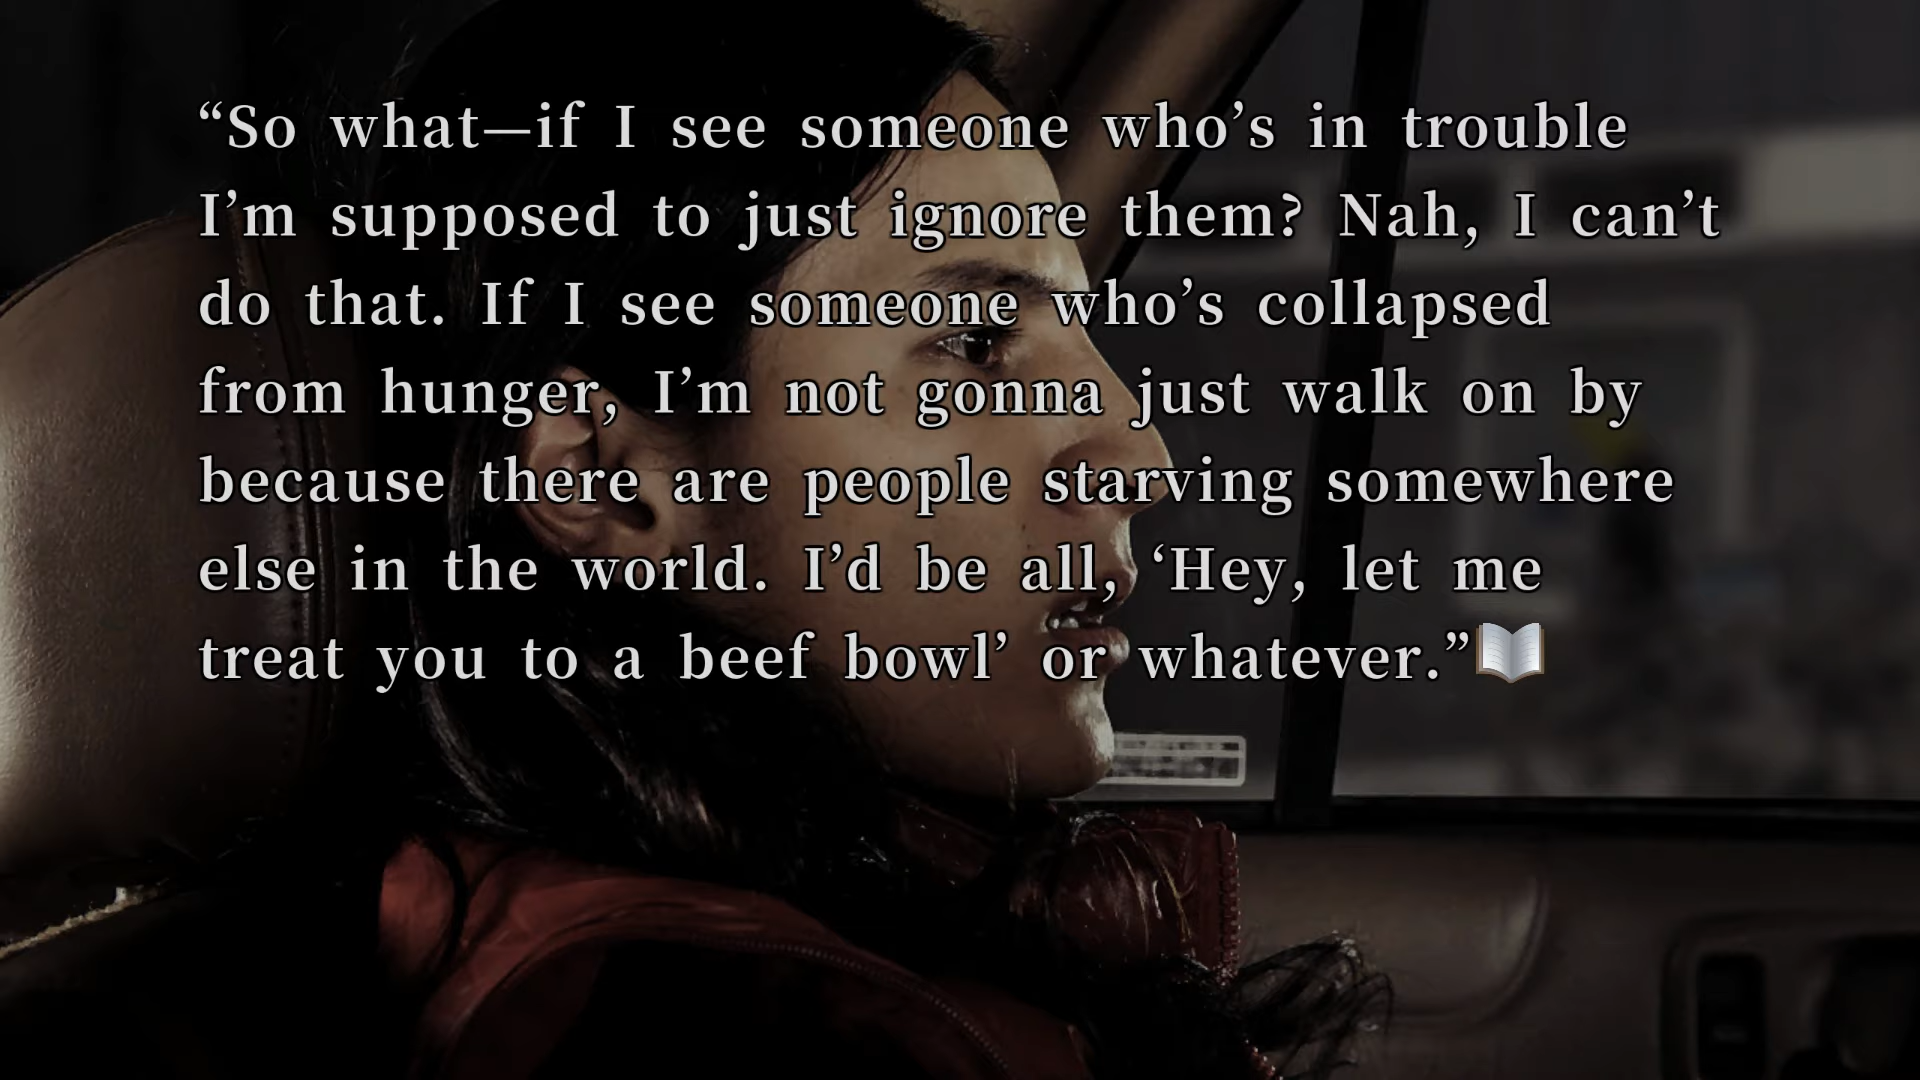 “So what—if I see someone who’s in trouble
I’m supposed to just ignore them? Nah, I can’t
do that. If I see someone who’s collapsed
from hunger, I’m not gonna just walk on by
because there are people starving somewhere
else in the world. I’d be all, ‘Hey, let me
treat you to a beef bowl’ or whatever.”